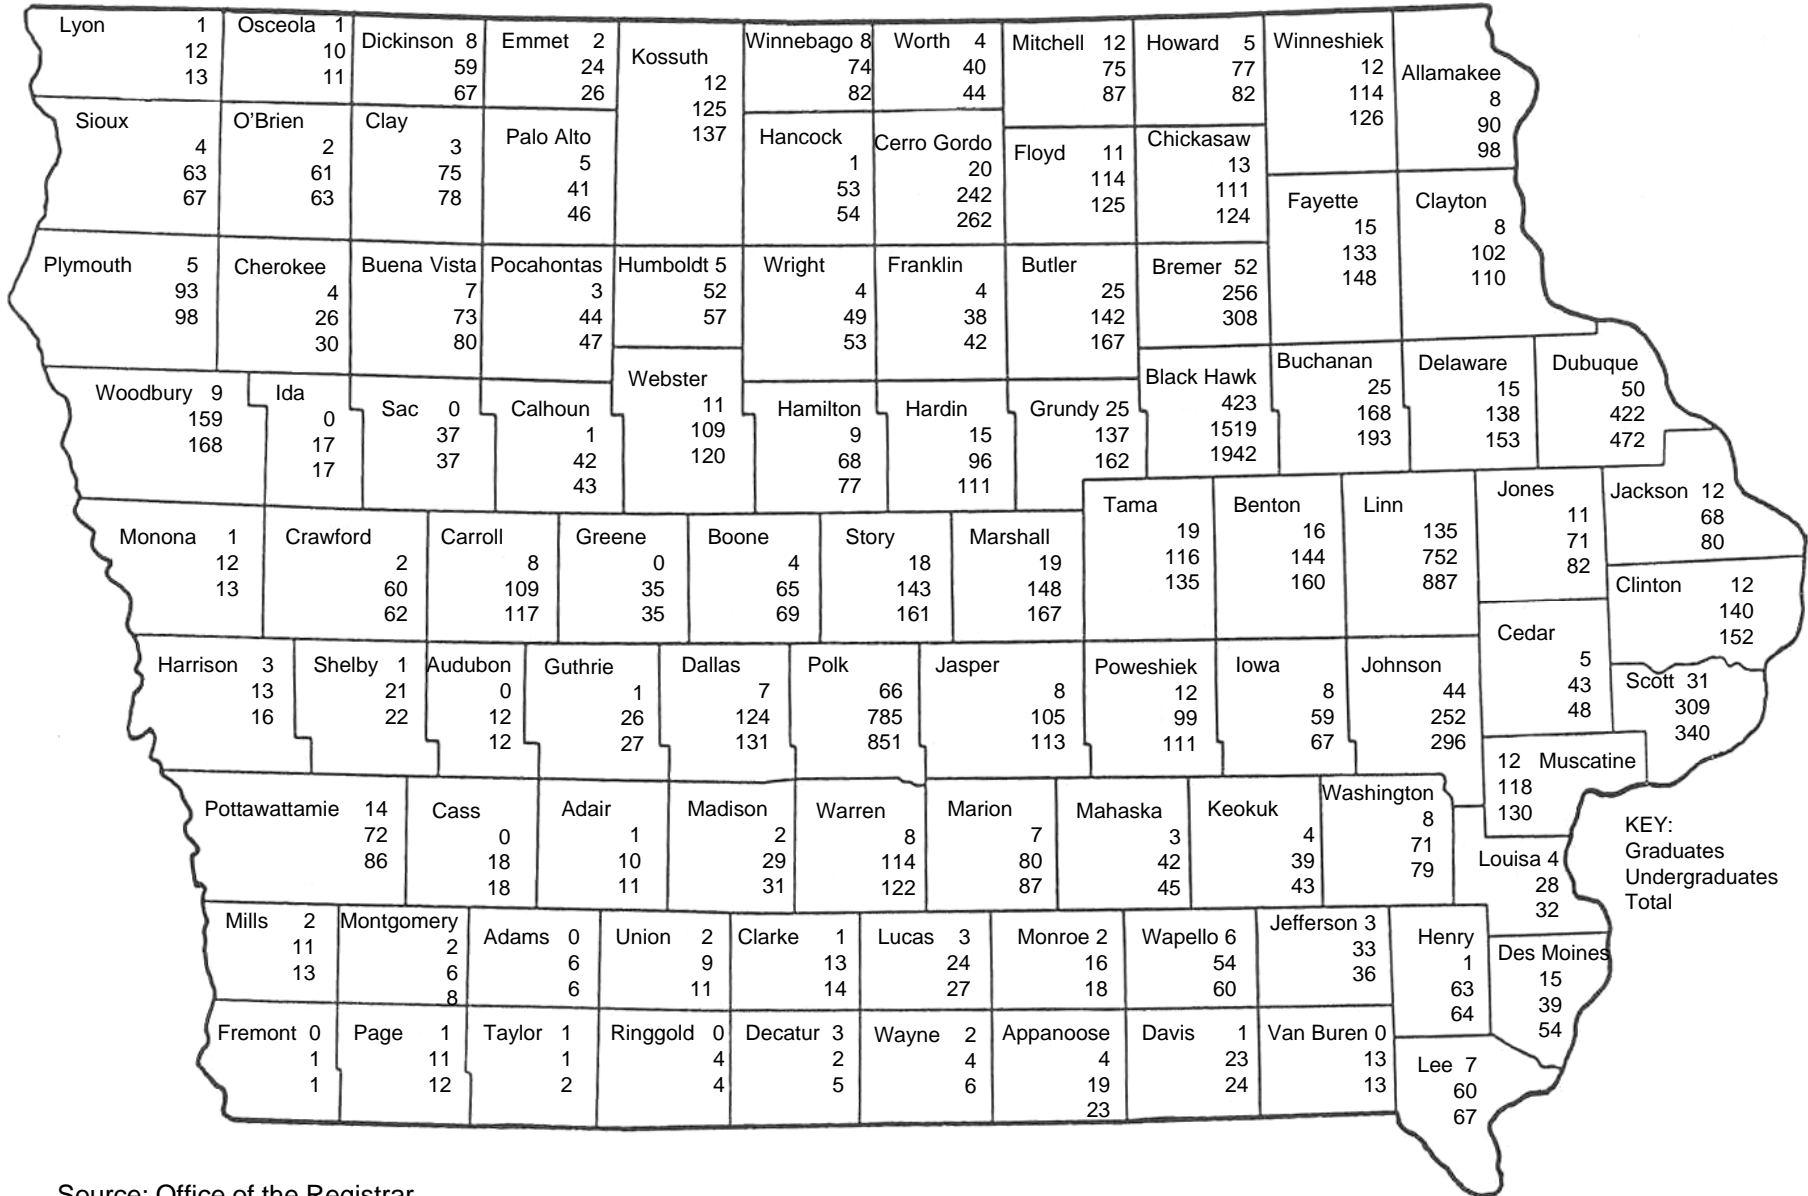 Lyon 1
12
13
Osceola 1
10
11
Dickinson 8
59
67
Emmet 2
24
26
Kossuth
12
125
137
Winnebago 8
74
82
Worth 4
40
44
Mitchell 12
75
87
Howard 5
77
82
Winneshiek
12
114
126
Allamakee
8
90
98
Sioux
4
63
67
O'Brien
2
61
63
Clay
3
75
78
Palo Alto
5
41
46
Hancock
1
53
54
Cerro Gordo
20
242
262
Floyd 11
114
125
Chickasaw
13
111
124
Fayette
15
133
148
Clayton
8
102
110
Plymouth 5
93
98
Cherokee
4
26
30
Buena Vista
7
73
80
Pocahontas
3
44
47
Humboldt 5
52
57
Wright
4
49
53
Franklin
4
38
42
Butler
25
142
167
Bremer 52
256
308
Woodbury 9
159
168
Ida
0
17
17
Sac 0
37
37
Calhoun
1
42
43
Webster
11
109
120
Hamilton
9
68
77
Hardin
15
96
111
Grundy 25
137
162
Black Hawk
423
1519
1942
Buchanan
25
168
193
Delaware
15
138
153
Dubuque
50
422
472
Monona 1
12
13
Crawford
2
60
62
Carroll
8
109
117
Greene
0
35
35
Boone
4
65
69
Story
18
143
161
Marshall
19
148
167
Tama
19
116
135
Benton
16
144
160
Linn
135
752
887
Jones
11
71
82
Jackson 12
68
80
Clinton 12
140
152
Harrison 3
13
16
Shelby 1
21
22
Audubon
0
12
12
Guthrie
1
26
27
Dallas
7
124
131
Polk
66
785
851
Jasper
8
105
113
Poweshiek
12
99
111
Iowa
8
59
67
Johnson
44
252
296
Cedar
5
43
48
Scott 31
309
340
12 Muscatine
118
130
Pottawattamie 14
72
86
Cass
0
18
18
Adair
1
10
11
Madison
2
29
31
Warren
8
114
122
Marion
7
80
87
Mahaska
3
42
45
Keokuk
4
39
43
Washington
8
71
79
Louisa 4
28
32
KEY:
Graduates
Undergraduates
Total
Mills 2
11
13
Montgomery
2
6
8
Adams 0
6
6
Union 2
9
11
Clarke 1
13
14
Lucas 3
24
27
Monroe 2
16
18
Wapello 6
54
60
Jefferson 3
33
36
Henry
1
63
64
Des Moines
15
39
54
Fremont 0
1
1
Page 1
11
12
Taylor 1
1
2
Ringgold 0
4
4
Decatur 3
2
5
Wayne 2
4
6
Appanoose
4
19
23
Davis 1
23
24
Van Buren 0
13
13
Lee 7
60
67
Source: Office of the Registrar